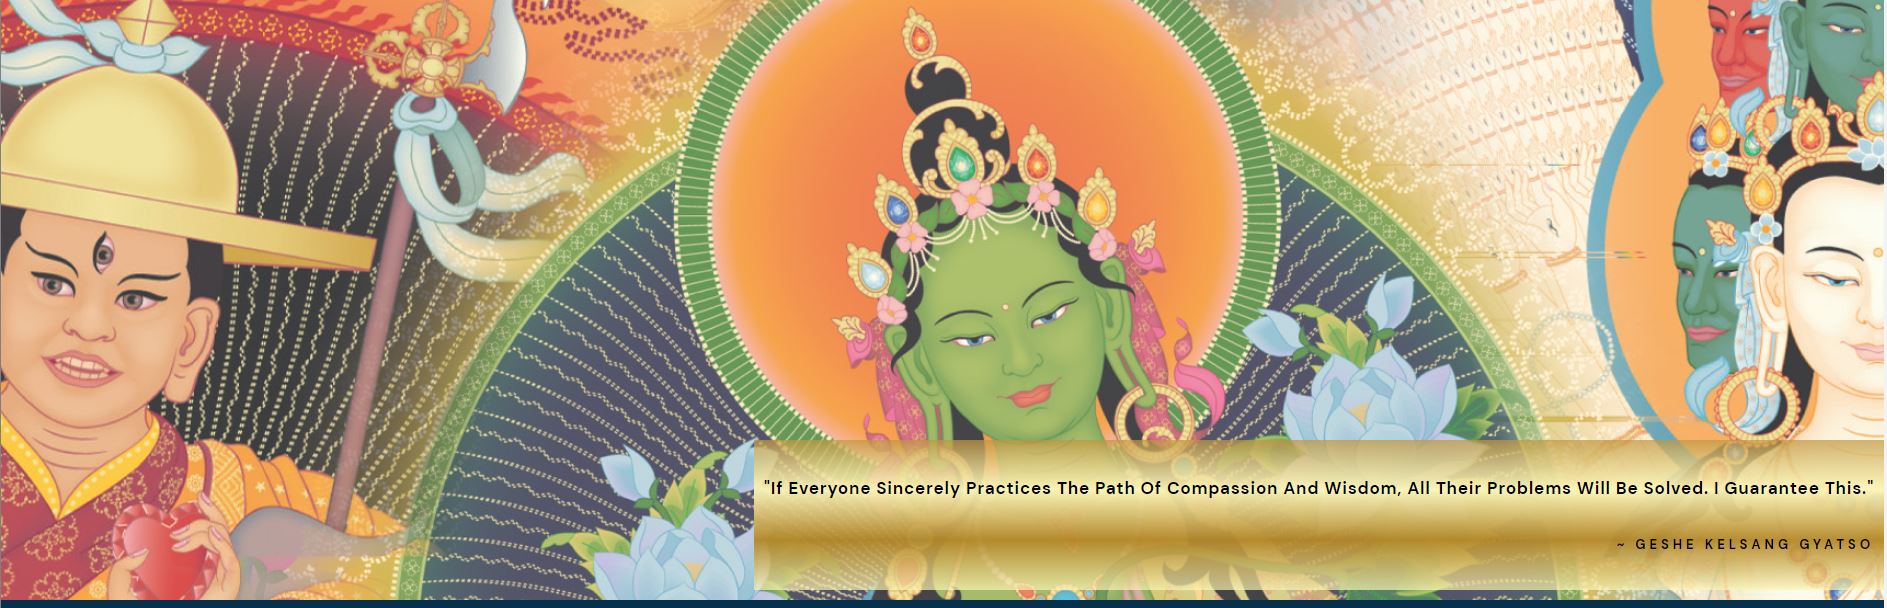 "If Everyone Sincerely Practices The Path Of Compassion And Wisdom, All Their Problems Will Be Solved. I Guarantee This."
~ GESHE KELSANG GYATSO